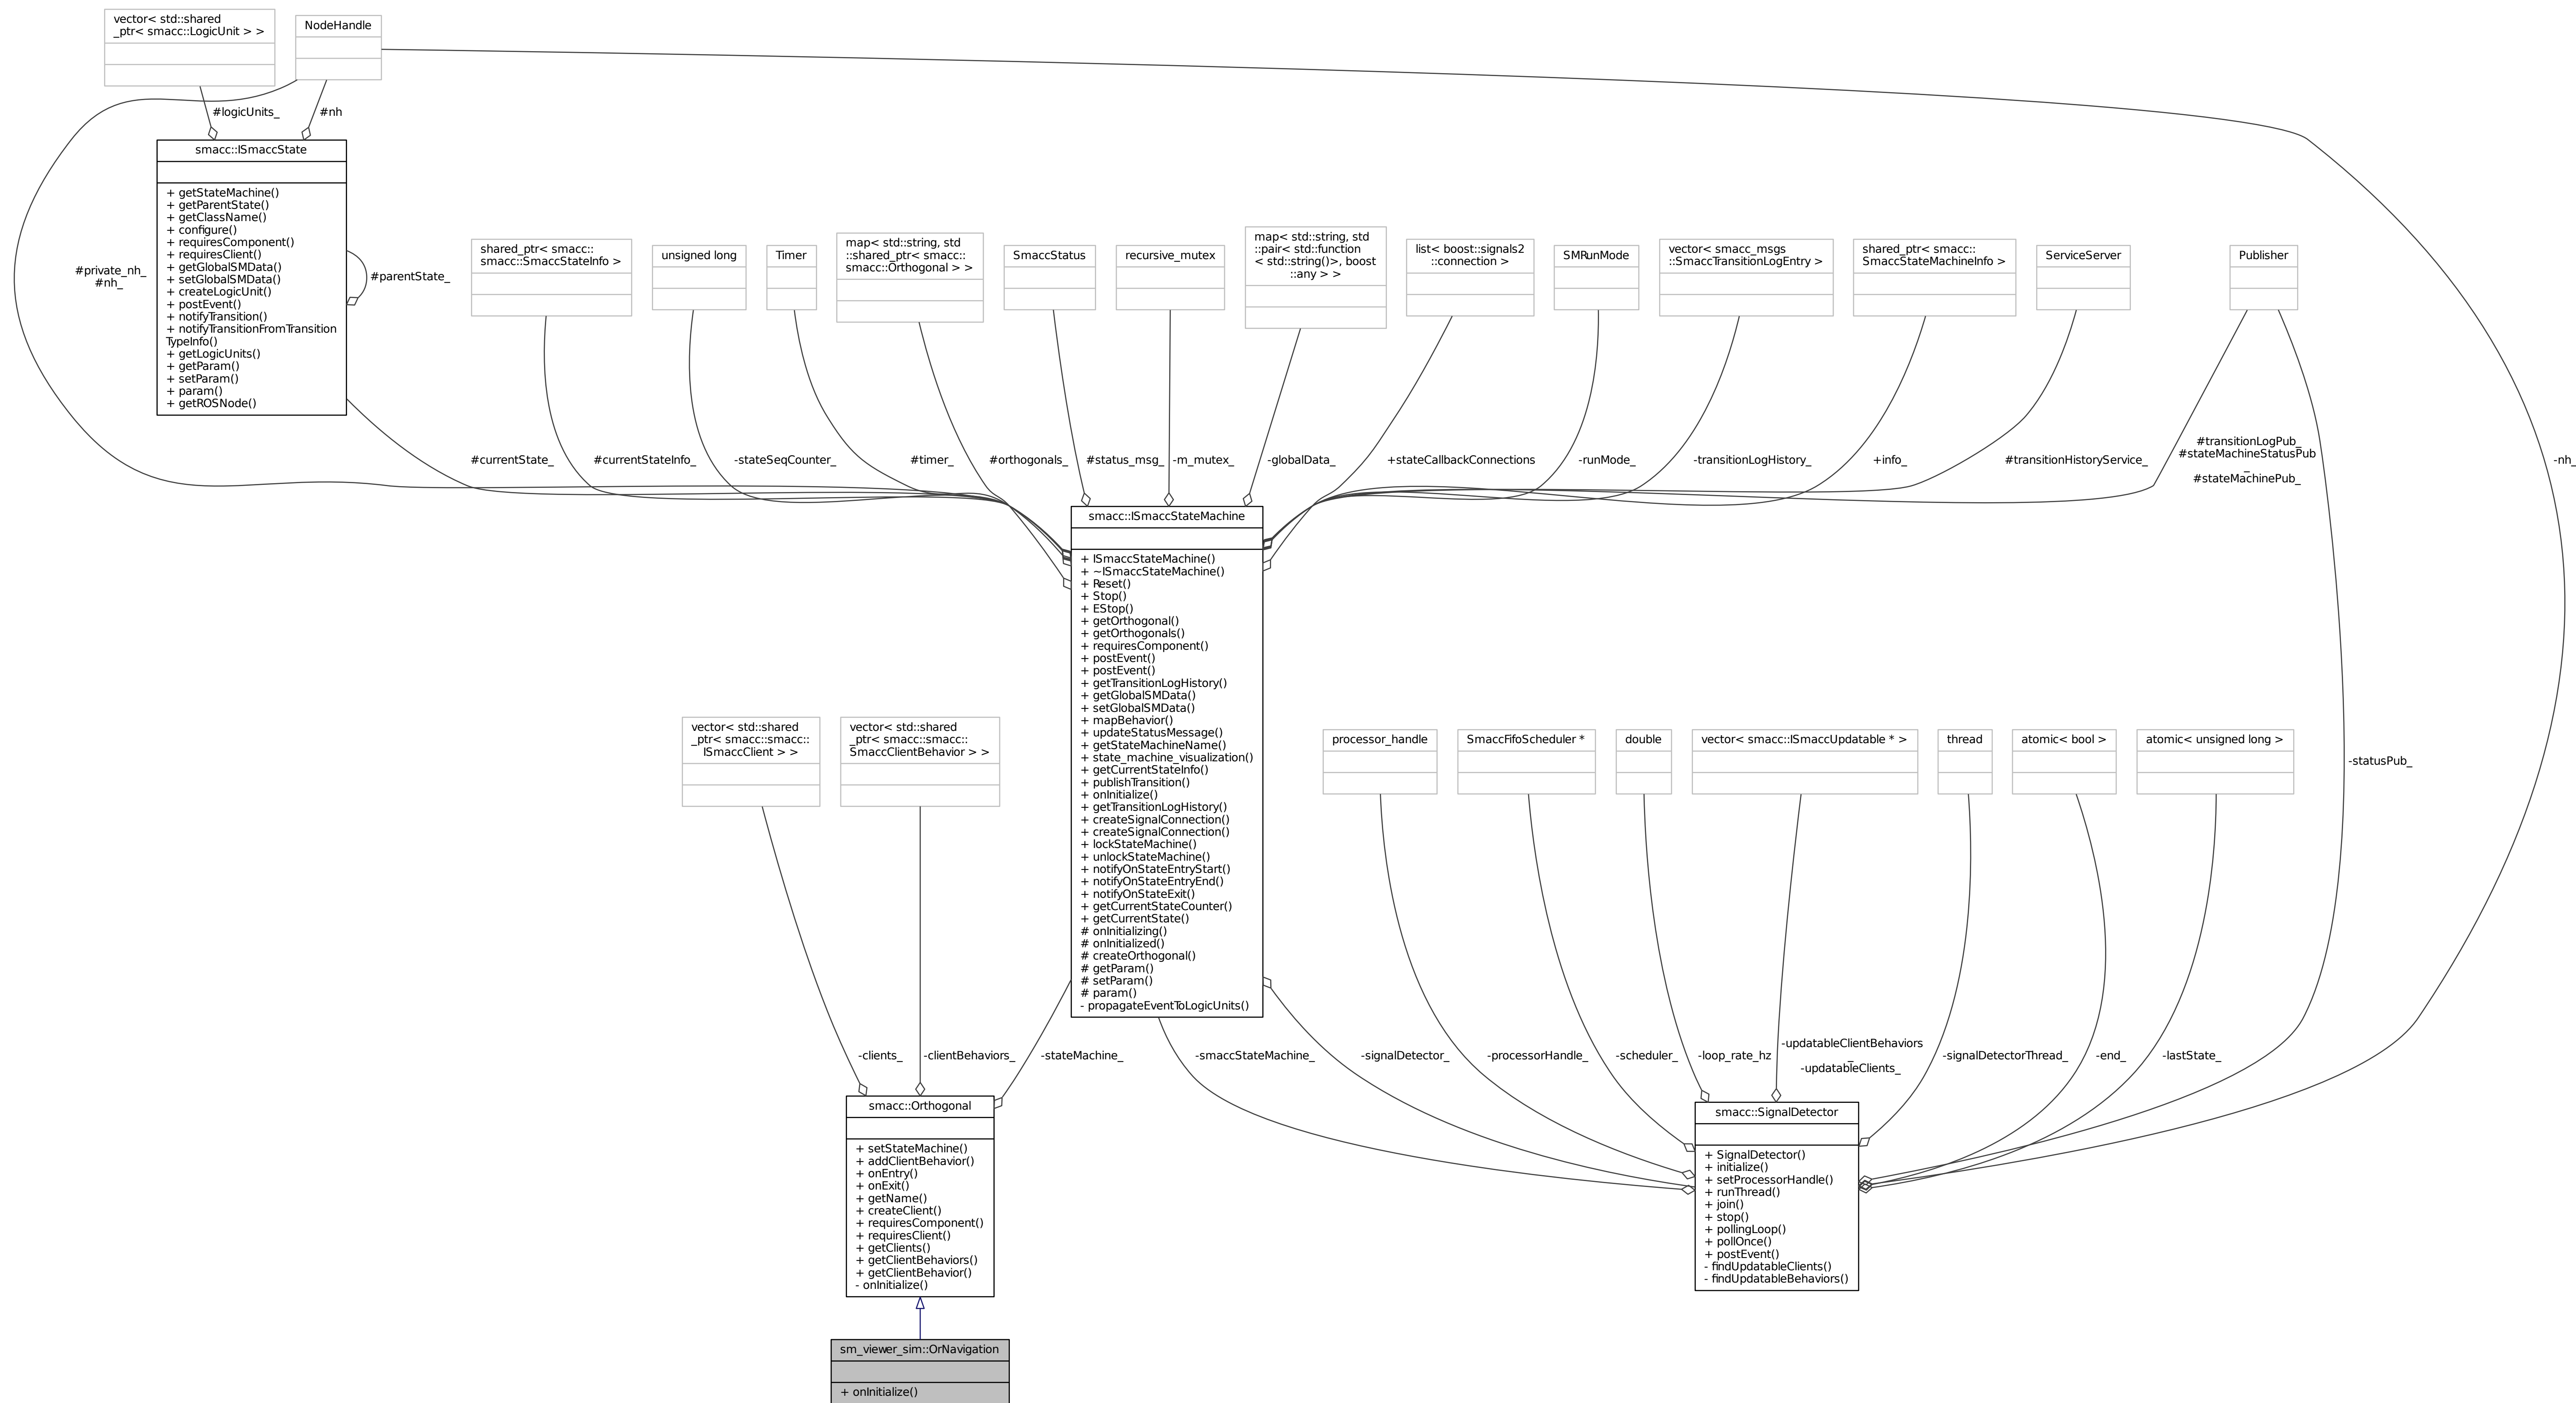 vector< std::shared
_ptr< smacc::LogicUnit > >
NodeHandle
#logicUnits_
#nh
smacc::ISmaccState
+ getStateMachine()
+ getParentState()
+ getClassName()
+ configure()
+ requiresComponent()
+ requiresClient()
+ getGlobalSMData()
+ setGlobalSMData()
+ createLogicUnit()
+ postEvent()
+ notifyTransition()
+ notifyTransitionFromTransition
TypeInfo()
+ getLogicUnits()
+ getParam()
+ setParam()
+ param()
+ getROSNode()
#private_nh_
#nh_
#parentState_
shared_ptr< smacc::
smacc::SmaccStateInfo >
unsigned long
Timer
map< std::string, std
::shared_ptr< smacc::
smacc::Orthogonal > >
SmaccStatus
recursive_mutex
map< std::string, std
::pair< std::function
< std::string()>, boost
::any > >
list< boost::signals2
::connection >
SMRunMode
vector< smacc_msgs
::SmaccTransitionLogEntry >
shared_ptr< smacc::
SmaccStateMachineInfo >
ServiceServer
Publisher
#currentState_
#currentStateInfo_
-stateSeqCounter_
#timer_
#orthogonals_
#status_msg_
-m_mutex_
-globalData_
+stateCallbackConnections
-runMode_
-transitionLogHistory_
+info_
#transitionHistoryService_
#transitionLogPub_
#stateMachineStatusPub
_
#stateMachinePub_
-nh_
smacc::ISmaccStateMachine
+ ISmaccStateMachine()
+ ~ISmaccStateMachine()
+ Reset()
+ Stop()
+ EStop()
+ getOrthogonal()
+ getOrthogonals()
+ requiresComponent()
+ postEvent()
+ postEvent()
+ getTransitionLogHistory()
+ getGlobalSMData()
+ setGlobalSMData()
+ mapBehavior()
+ updateStatusMessage()
+ getStateMachineName()
+ state_machine_visualization()
+ getCurrentStateInfo()
+ publishTransition()
+ onInitialize()
+ getTransitionLogHistory()
+ createSignalConnection()
+ createSignalConnection()
+ lockStateMachine()
+ unlockStateMachine()
+ notifyOnStateEntryStart()
+ notifyOnStateEntryEnd()
+ notifyOnStateExit()
+ getCurrentStateCounter()
+ getCurrentState()
# onInitializing()
# onInitialized()
# createOrthogonal()
# getParam()
# setParam()
# param()
- propagateEventToLogicUnits()
vector< std::shared
_ptr< smacc::smacc::
ISmaccClient > >
vector< std::shared
_ptr< smacc::smacc::
SmaccClientBehavior > >
processor_handle
SmaccFifoScheduler *
double
vector< smacc::ISmaccUpdatable * >
thread
atomic< bool >
atomic< unsigned long >
-statusPub_
-clients_
-clientBehaviors_
-stateMachine_
-smaccStateMachine_
-signalDetector_
-processorHandle_
-scheduler_
-loop_rate_hz
-updatableClientBehaviors
_
-updatableClients_
-signalDetectorThread_
-end_
-lastState_
smacc::Orthogonal
+ setStateMachine()
+ addClientBehavior()
+ onEntry()
+ onExit()
+ getName()
+ createClient()
+ requiresComponent()
+ requiresClient()
+ getClients()
+ getClientBehaviors()
+ getClientBehavior()
- onInitialize()
smacc::SignalDetector
+ SignalDetector()
+ initialize()
+ setProcessorHandle()
+ runThread()
+ join()
+ stop()
+ pollingLoop()
+ pollOnce()
+ postEvent()
- findUpdatableClients()
- findUpdatableBehaviors()
sm_viewer_sim::OrNavigation
+ onInitialize()